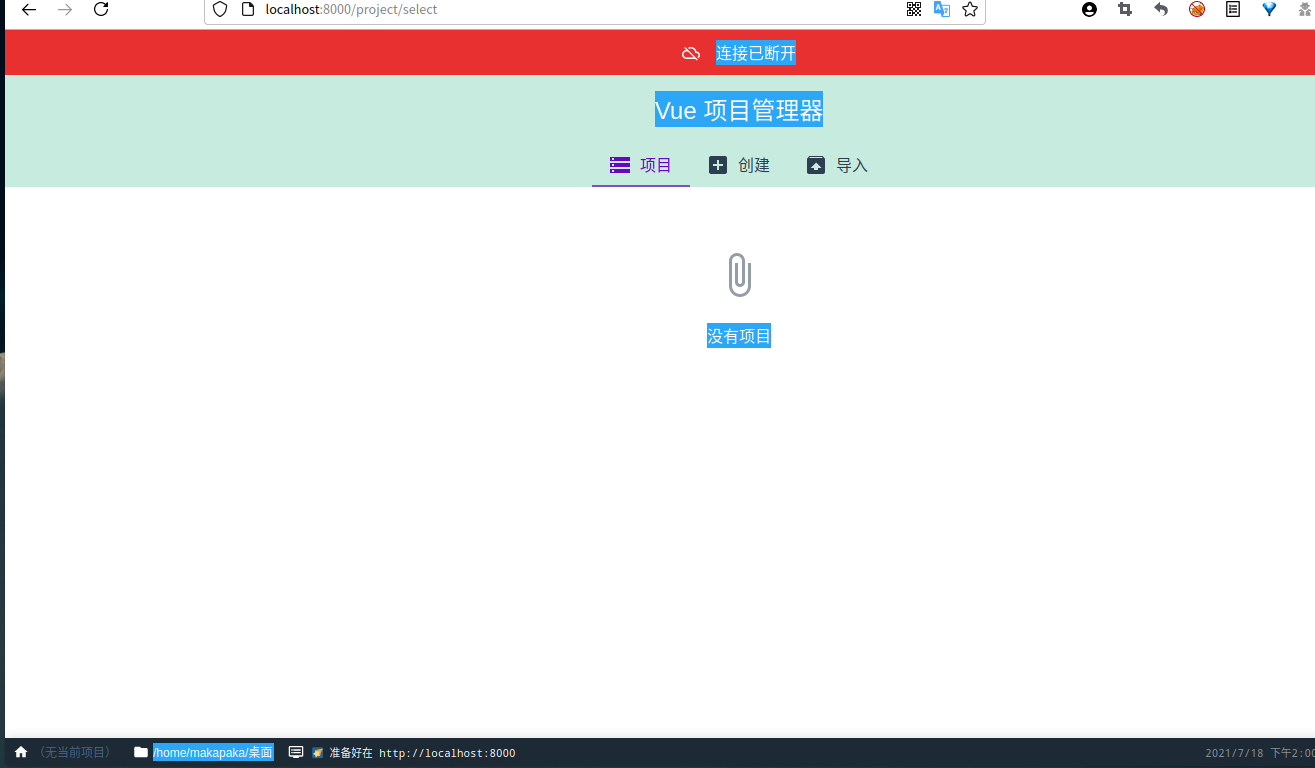 localhost:8000/project/select
连接已断开
Vue 项目管理器
项目 创建 导入
没有项目
（无当前项目） /home/makapaka/桌面 准备好在 http://localhost:8000 2021/7/18 下午2:00